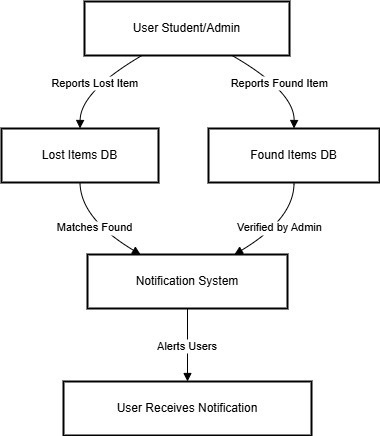 User Student/Admin
Reports Lost Item
Reports Found Item
Lost Items DB
Found Items DB
Matches Found
Verified by Admin
Notification System
Alerts Users
User Receives Notification